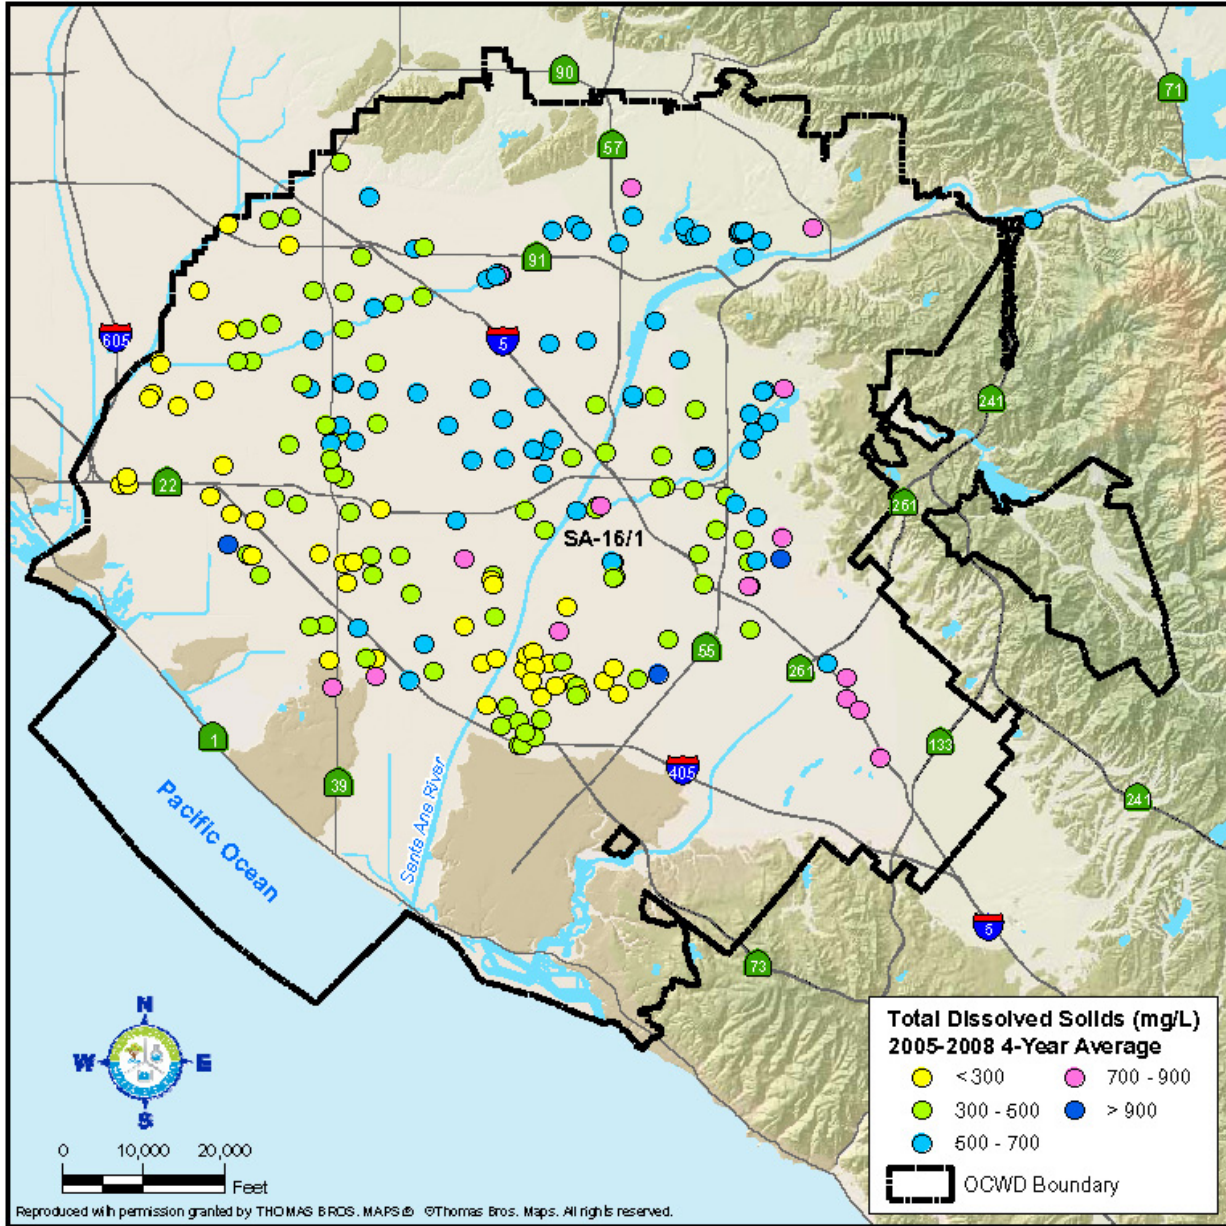 90
71
57
91
605
5
241
22
261
SA-16/1
55
261
1
133
405
39
241
Pacific Ocean
Santa Ana River
5
73
N
W E
S
0 10,000 20,000
Feet
Total Dissolved Solids (mg/L)
2005-2008 4-Year Average
< 300
700 - 900
300 - 500
> 900
500 - 700
OCWD Boundary
Reproduced with permission granted by THOMAS BROS. MAPS® ©Thomas Bros. Maps. All rights reserved.